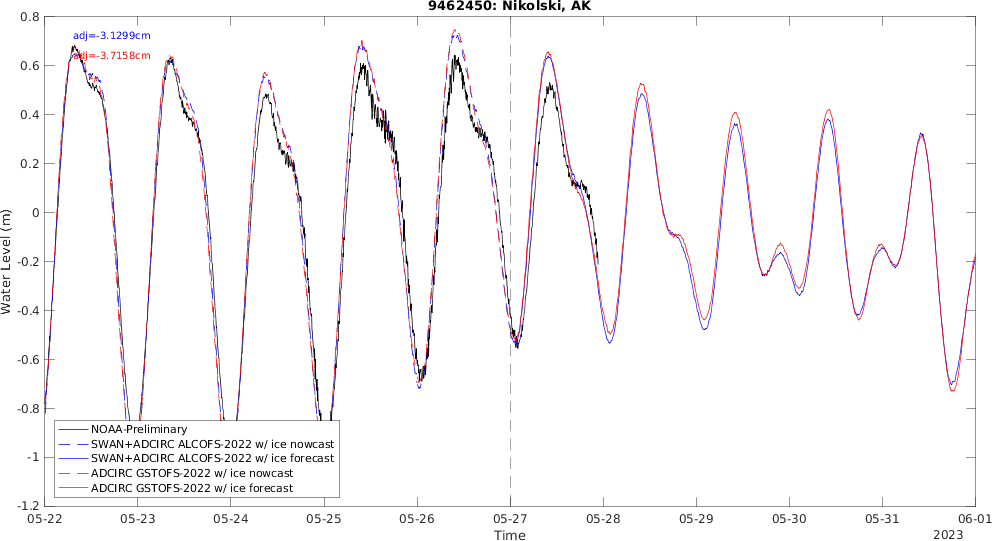 9462450: Nikolski, AK
0.8
adj=-3.1299cm
adj=-3.7158cm
0.6
0.4
0.2
0
-0.2
-0.4
-0.6
-0.8
-1
-1.2
Water Level (m)
NOAA-Preliminary
SWAN+ADCIRC ALCOFS-2022 w/ ice nowcast
SWAN+ADCIRC ALCOFS-2022 w/ ice forecast
ADCIRC GSTOFS-2022 w/ ice nowcast
ADCIRC GSTOFS-2022 w/ ice forecast
05-22 05-23 05-24 05-25 05-26 05-27 05-28 05-29 05-30 05-31 06-01
Time
2023